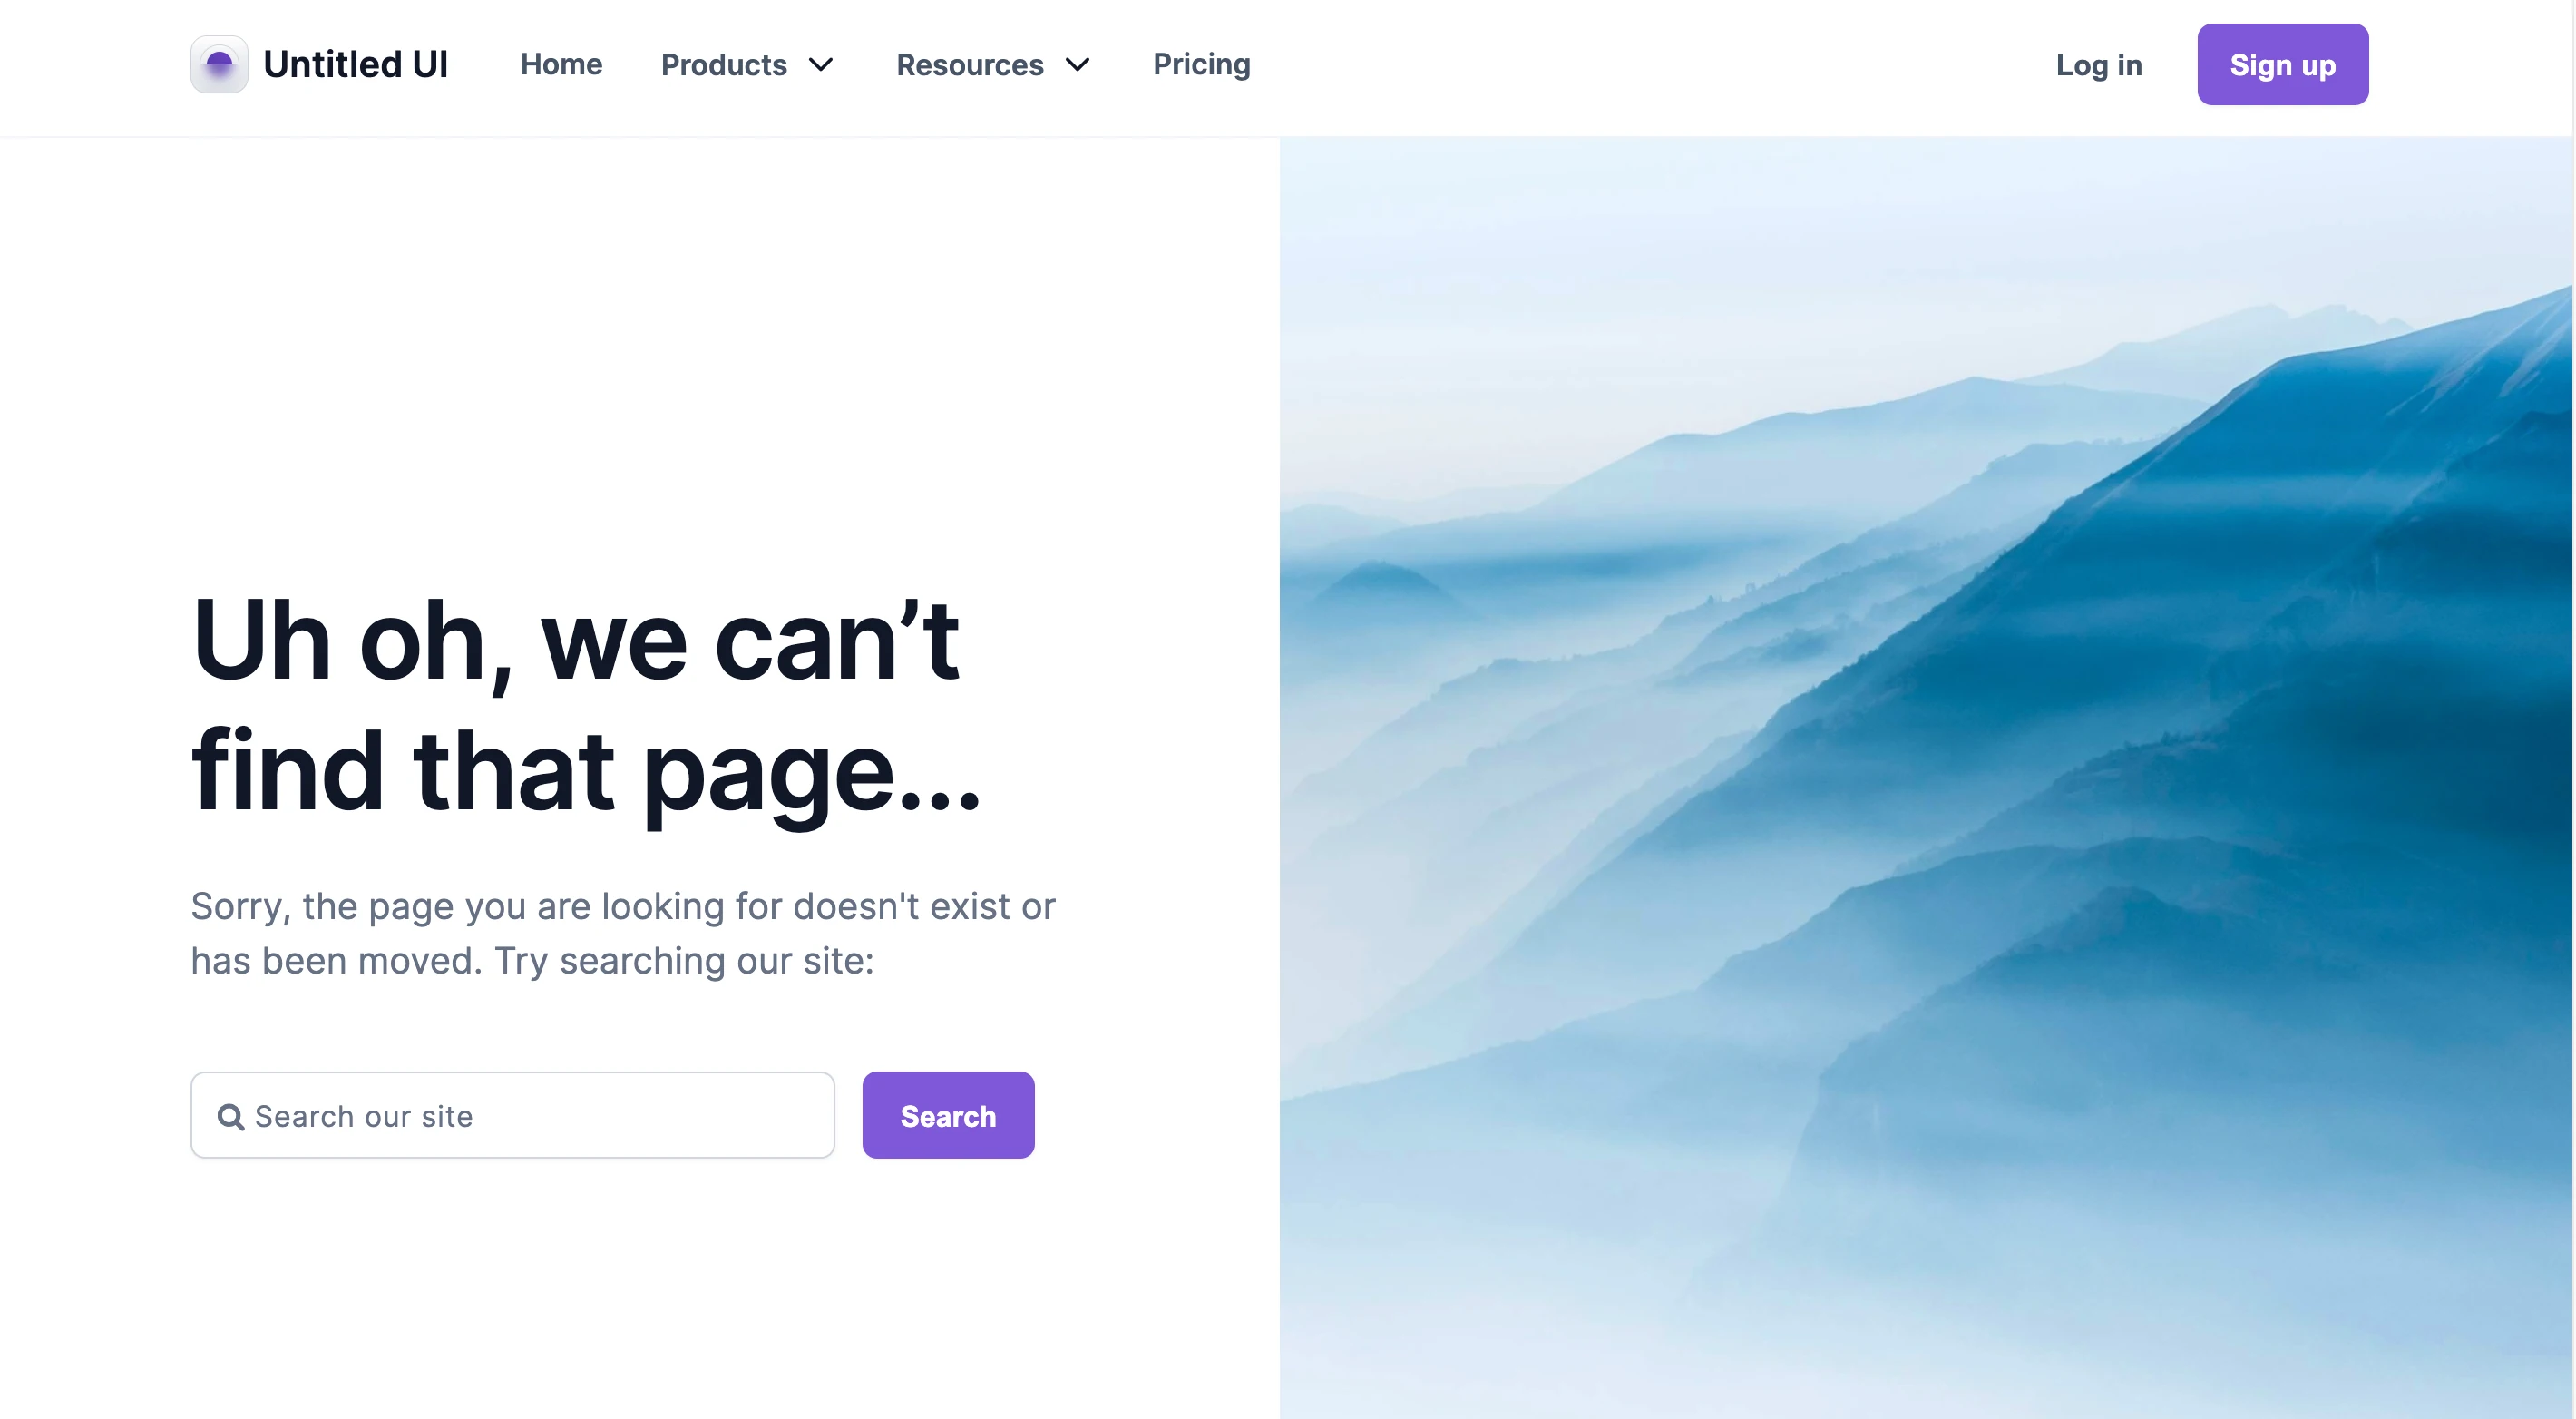 Untitled UI
Home
Products
Resources
Pricing
Log in
Sign up
Uh oh, we can’t
find that page...
Sorry, the page you are looking for doesn't exist or
has been moved. Try searching our site:
Search our site
Search